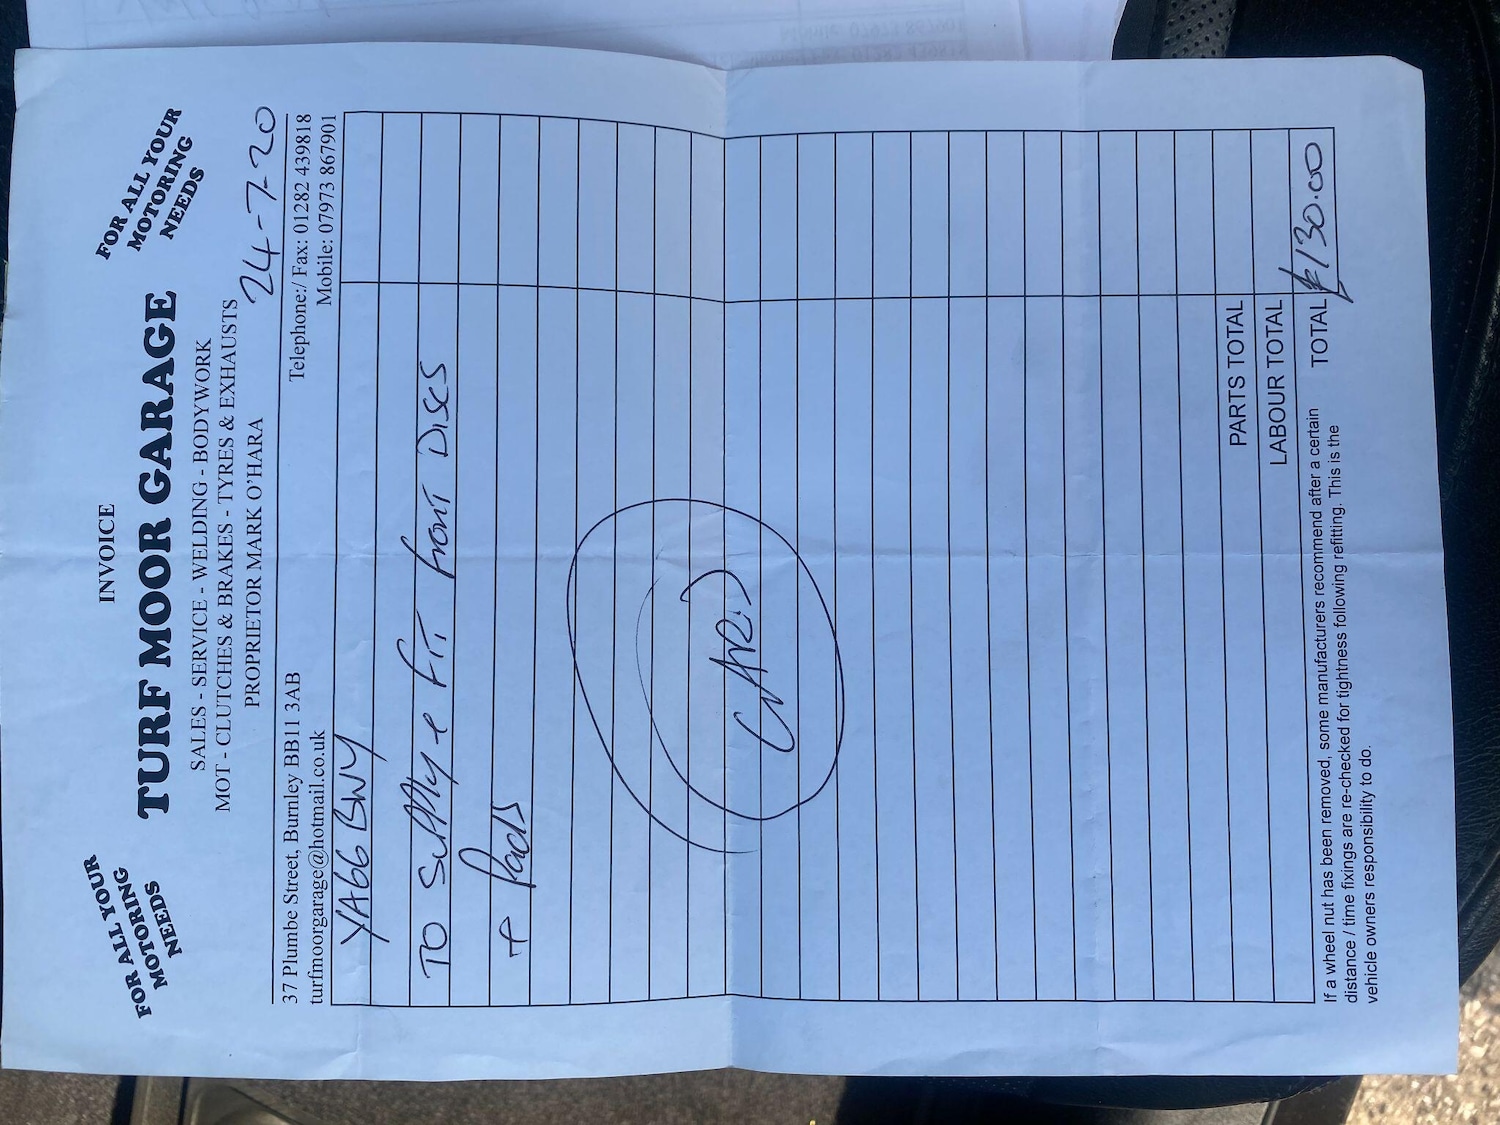 INVOICE
FOR ALL YOUR
MOTORING
NEEDS
TURF MOOR GARAGE
FOR ALL YOUR
MOTORING
NEEDS
SALES - SERVICE - WELDING - BODYWORK
MOT - CLUTCHES & BRAKES - TYRES & EXHAUSTS
PROPRIETOR MARK O'HARA
24-7-20
37 Plumbe Street, Burnley BB11 3AB
Telephone:/ Fax: 01282 439818
turfmoorgarage@hotmail.co.uk
Mobile: 07973 867901
YA66 BWY
TO Supply & fit front Discs
+ Pads
CARD
PARTS TOTAL
LABOUR TOTAL
TOTAL £130.00
If a wheel nut has been removed, some manufacturers recommend after a certain
distance / time fixings are re-checked for tightness following refitting. This is the
vehicle owners responsibility to do.